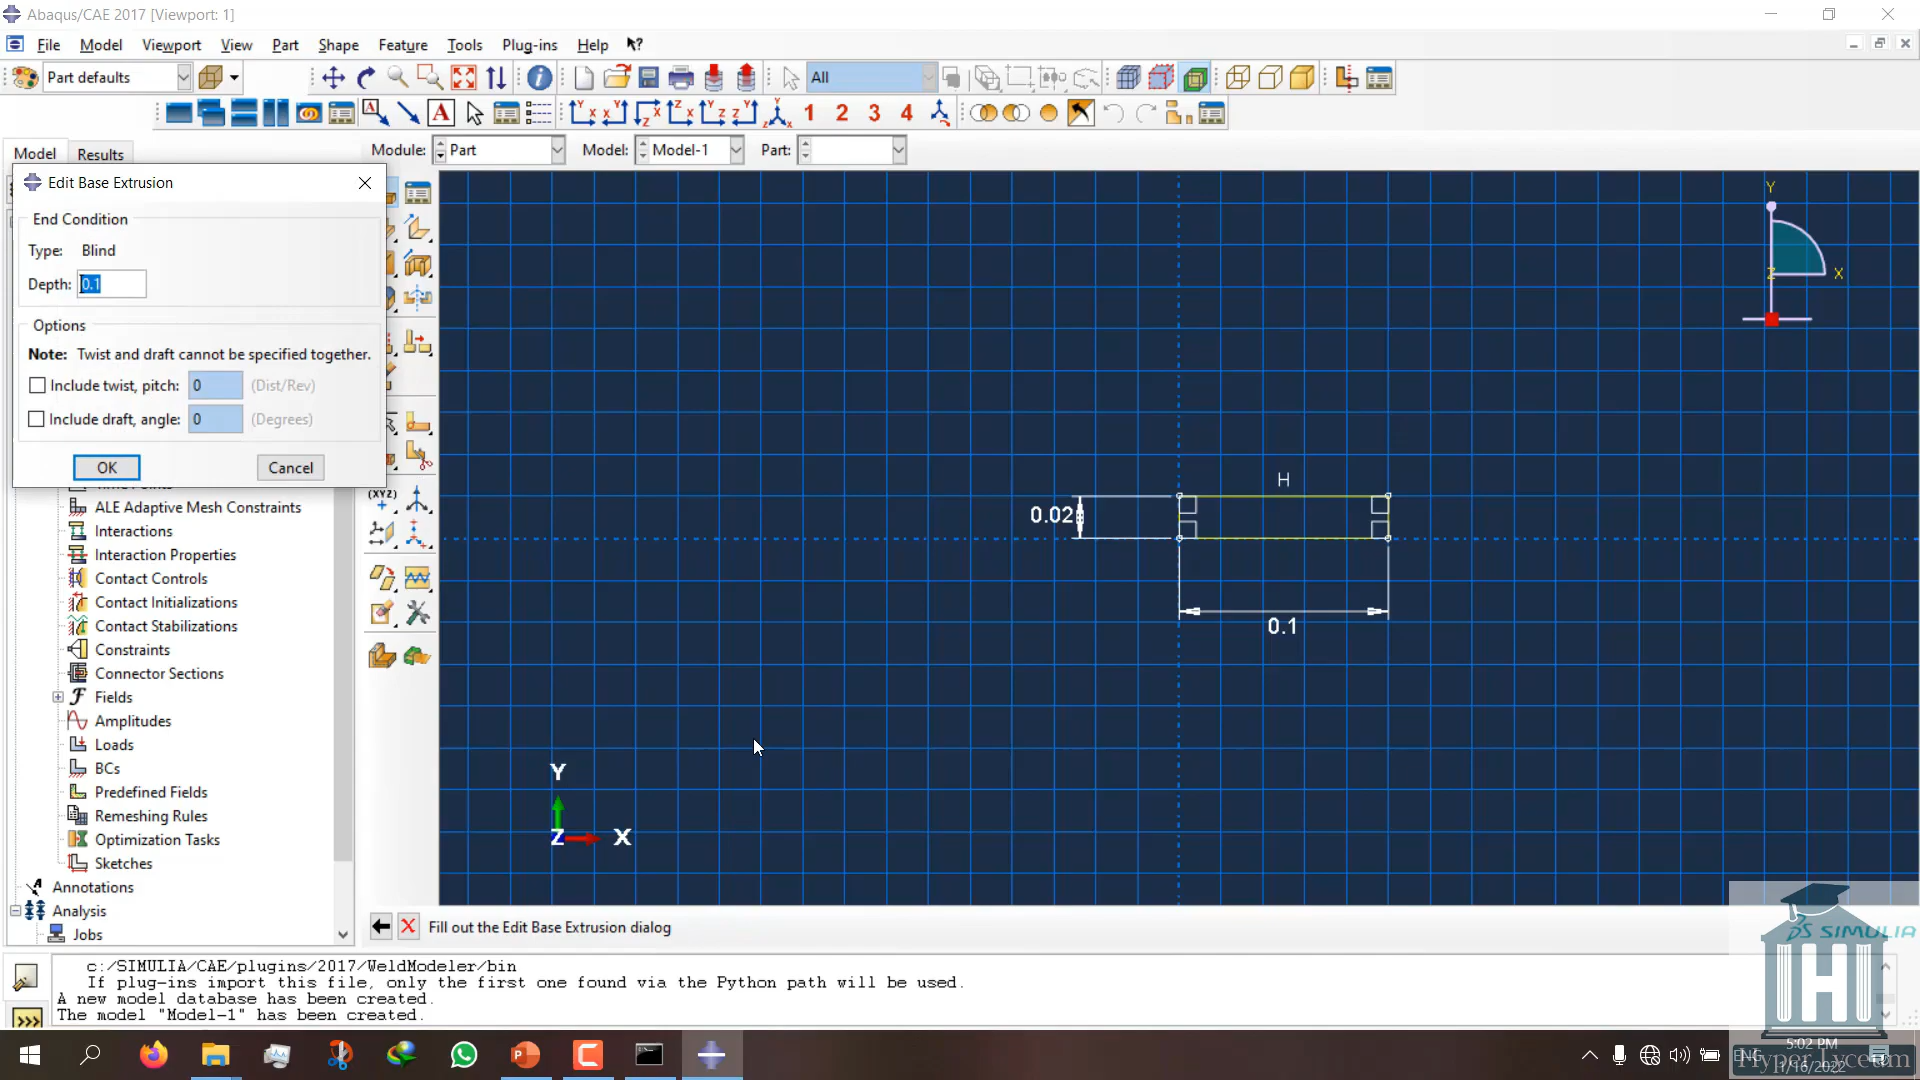 Abaqus/CAE 2017 [Viewport: 1]
File Model Viewport View Part Shape Feature Tools Plug-ins Help
Part defaults
All
1 2 3 4
Model Results
Module: Part Model: Model-1 Part:
Edit Base Extrusion
End Condition
Type: Blind
Depth: 0.1
Options
Note: Twist and draft cannot be specified together.
Include twist, pitch: 0 (Dist/Rev)
Include draft, angle: 0 (Degrees)
OK Cancel
ALE Adaptive Mesh Constraints
Interactions
Interaction Properties
Contact Controls
Contact Initializations
Contact Stabilizations
Constraints
Connector Sections
Fields
Amplitudes
Loads
BCs
Predefined Fields
Remeshing Rules
Optimization Tasks
Sketches
Annotations
Analysis
Jobs
(XYZ)
Y
Z X
H
0.02
0.1
Y
Z X
Fill out the Edit Base Extrusion dialog
c:/SIMULIA/CAE/plugins/2017/WeldModeler/bin
If plug-ins import this file, only the first one found via the Python path will be used.
A new model database has been created.
The model "Model-1" has been created.
SIMULIA
5:02 PM
ENG
1/16/2022
Hyper Lyceum